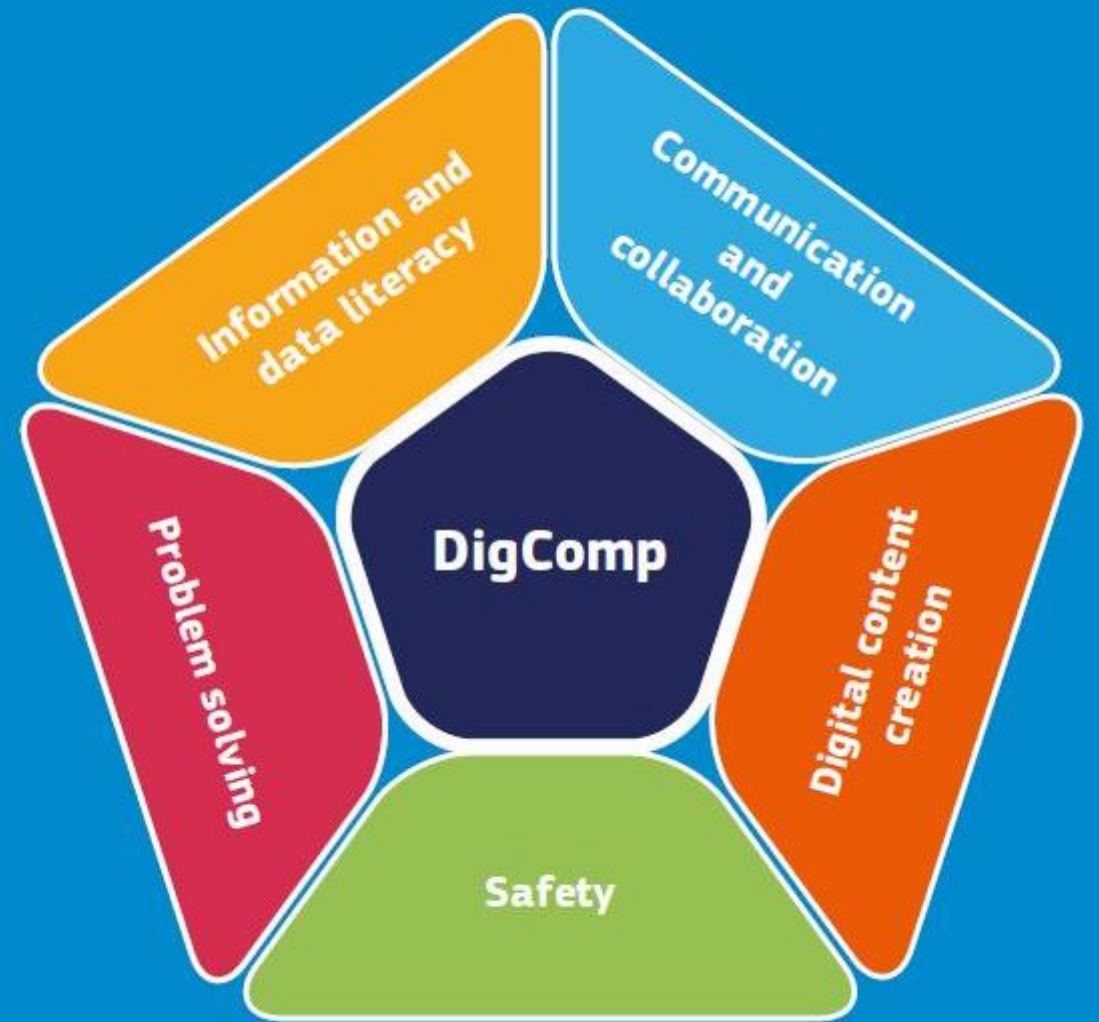 Information and
data literacy
Communication
and
collaboration
DigComp
Problem solving
Digital content
creation
Safety